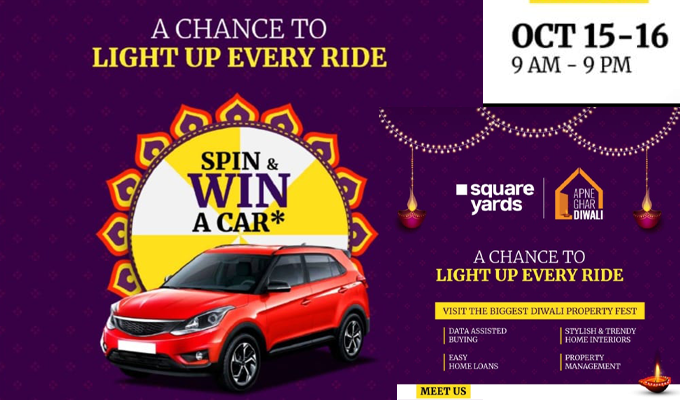 A CHANCE TO
LIGHT UP EVERY RIDE
SPIN &
WIN
A CAR*
OCT 15-16
9 AM - 9 PM
square
yards
APNE
GHAR
DIWALI
A CHANCE TO
LIGHT UP EVERY RIDE
VISIT THE BIGGEST DIWALI PROPERTY FEST
DATA ASSISTED
BUYING
STYLISH & TRENDY
HOME INTERIORS
EASY
HOME LOANS
PROPERTY
MANAGEMENT
MEET US